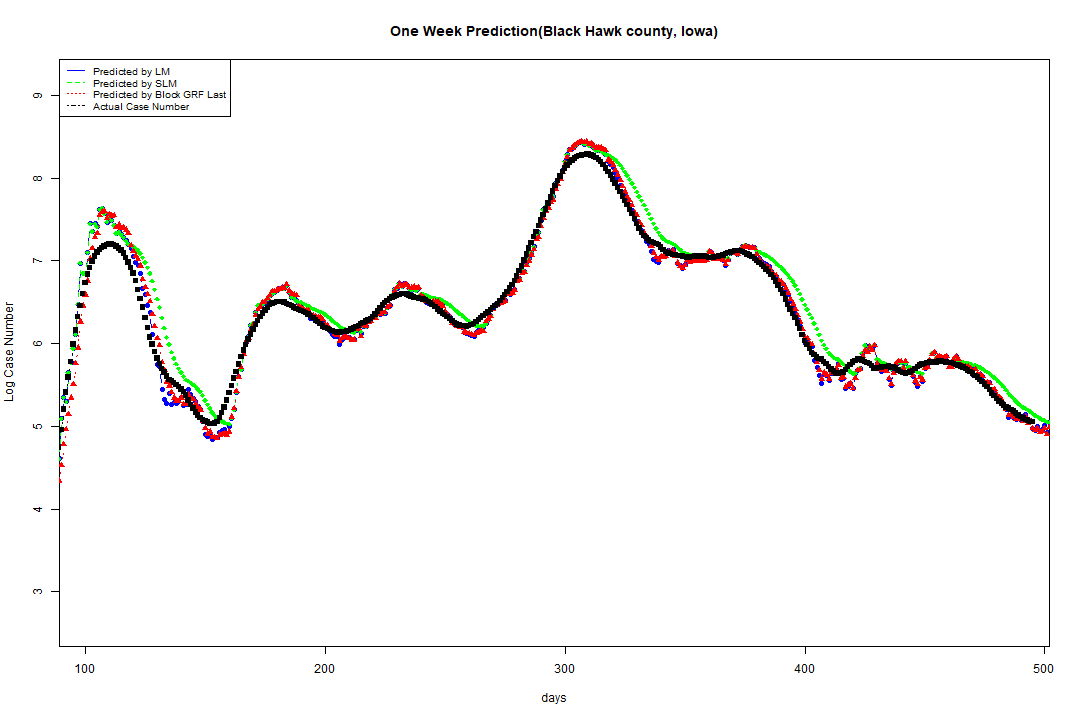 One Week Prediction(Black Hawk county, Iowa)
Predicted by LM
Predicted by SLM
Predicted by Block GRF Last
Actual Case Number
Log Case Number
9
8
7
6
5
4
3
100 200 300 400 500
days